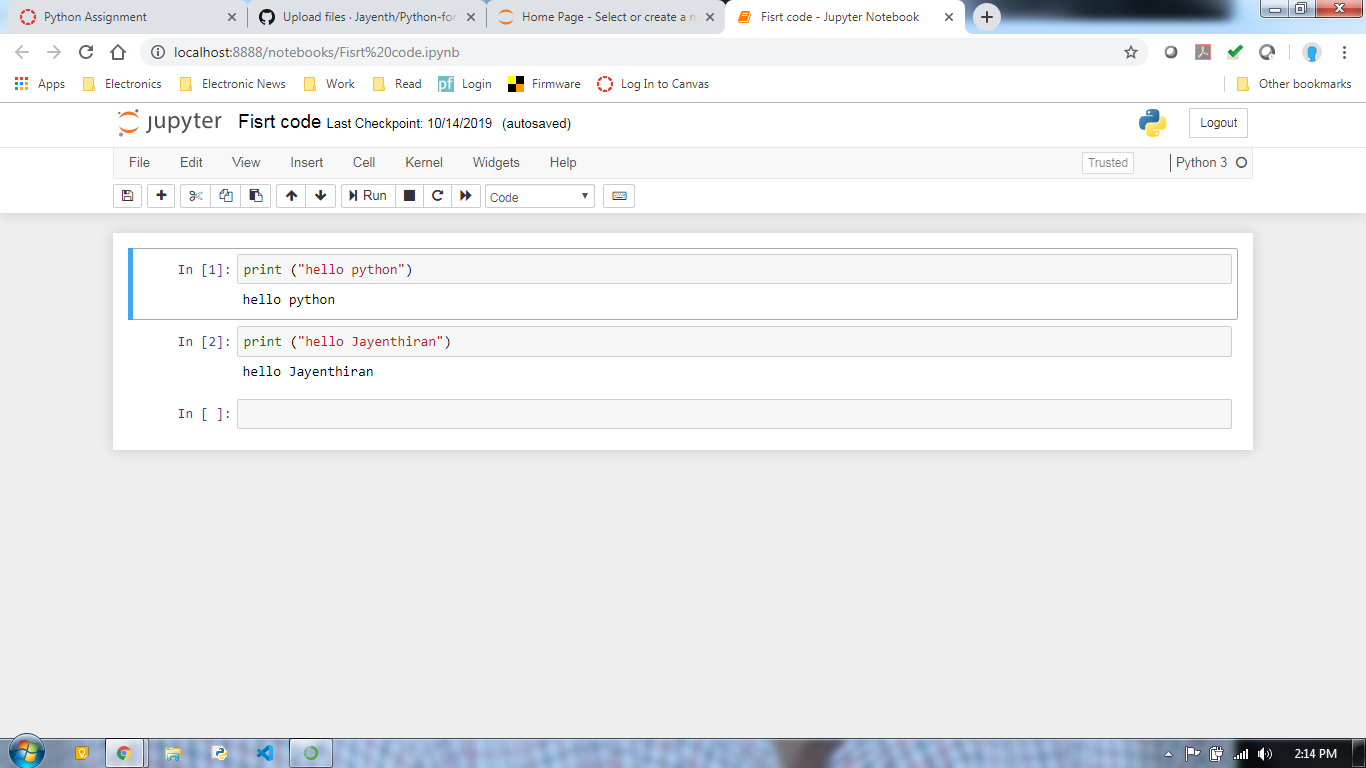 Python Assignment
Upload files · Jayenth/Python-for
Home Page - Select or create a n
Fisrt code - Jupyter Notebook
localhost:8888/notebooks/Fisrt%20code.ipynb
Apps Electronics Electronic News Work Read pf Login Firmware Log In to Canvas Other bookmarks
jupyter Fisrt code Last Checkpoint: 10/14/2019 (autosaved) Logout
File Edit View Insert Cell Kernel Widgets Help Trusted Python 3
Run Code
In [1]: print ("hello python")
hello python
In [2]: print ("hello Jayenthiran")
hello Jayenthiran
In [ ]:
2:14 PM